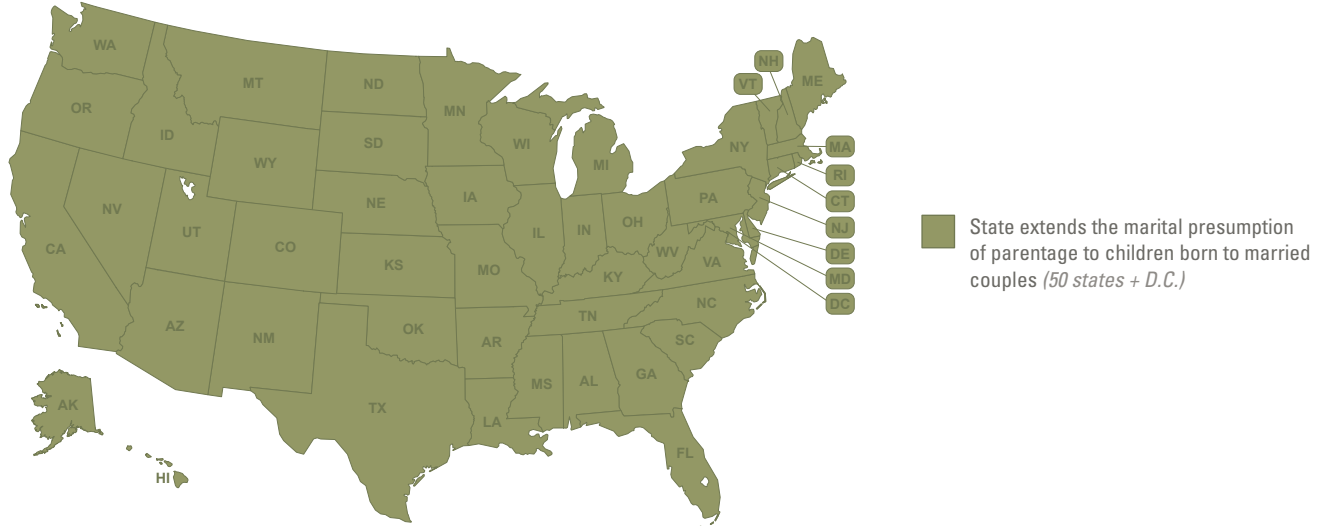 WA
OR
CA
NV
ID
MT
WY
UT
AZ
CO
NM
ND
SD
NE
KS
OK
TX
MN
IA
MO
AR
LA
WI
IL
MI
IN
OH
KY
TN
MS
AL
GA
FL
SC
NC
VA
WV
PA
NY
VT
NH
ME
MA
RI
CT
NJ
DE
MD
DC
AK
HI
State extends the marital presumption
of parentage to children born to married
couples (50 states + D.C.)